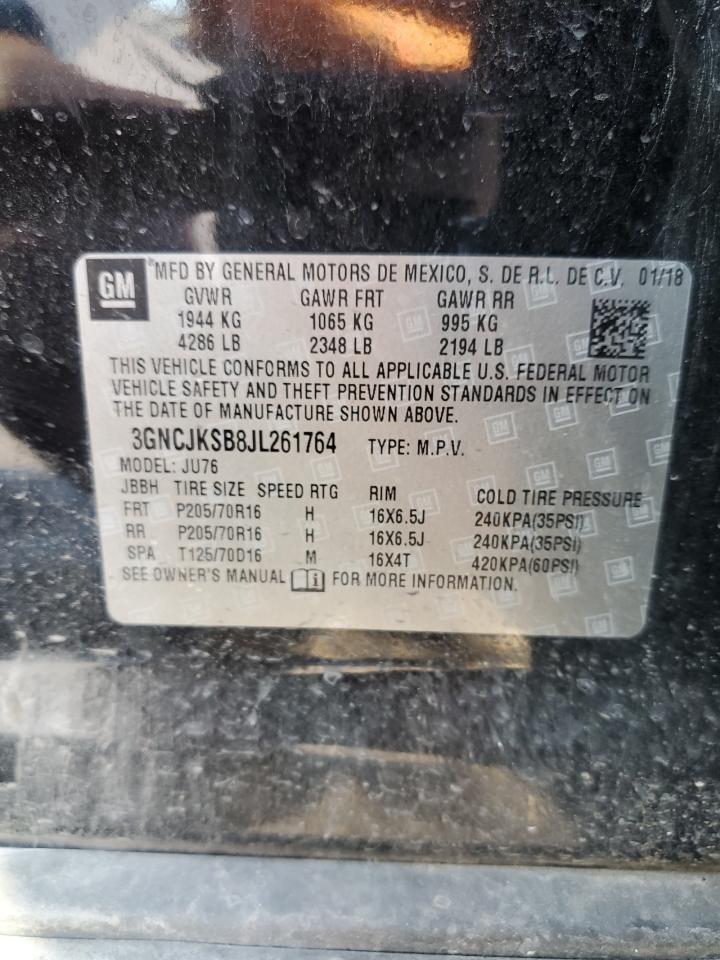 GM
MFD BY GENERAL MOTORS DE MEXICO, S. DE R.L. DE C.V. 01/18
GVWR GAWR FRT GAWR RR
1944 KG 1065 KG 995 KG
4286 LB 2348 LB 2194 LB
THIS VEHICLE CONFORMS TO ALL APPLICABLE U.S. FEDERAL MOTOR
VEHICLE SAFETY AND THEFT PREVENTION STANDARDS IN EFFECT ON
THE DATE OF MANUFACTURE SHOWN ABOVE.
3GNCJKSB8JL261764 TYPE: M.P.V.
MODEL: JU76
JBBH TIRE SIZE SPEED RTG RIM COLD TIRE PRESSURE
FRT P205/70R16 H 16X6.5J 240KPA(35PSI)
RR P205/70R16 H 16X6.5J 240KPA(35PSI)
SPA T125/70D16 M 16X4T 420KPA(60PSI)
SEE OWNER'S MANUAL i FOR MORE INFORMATION.